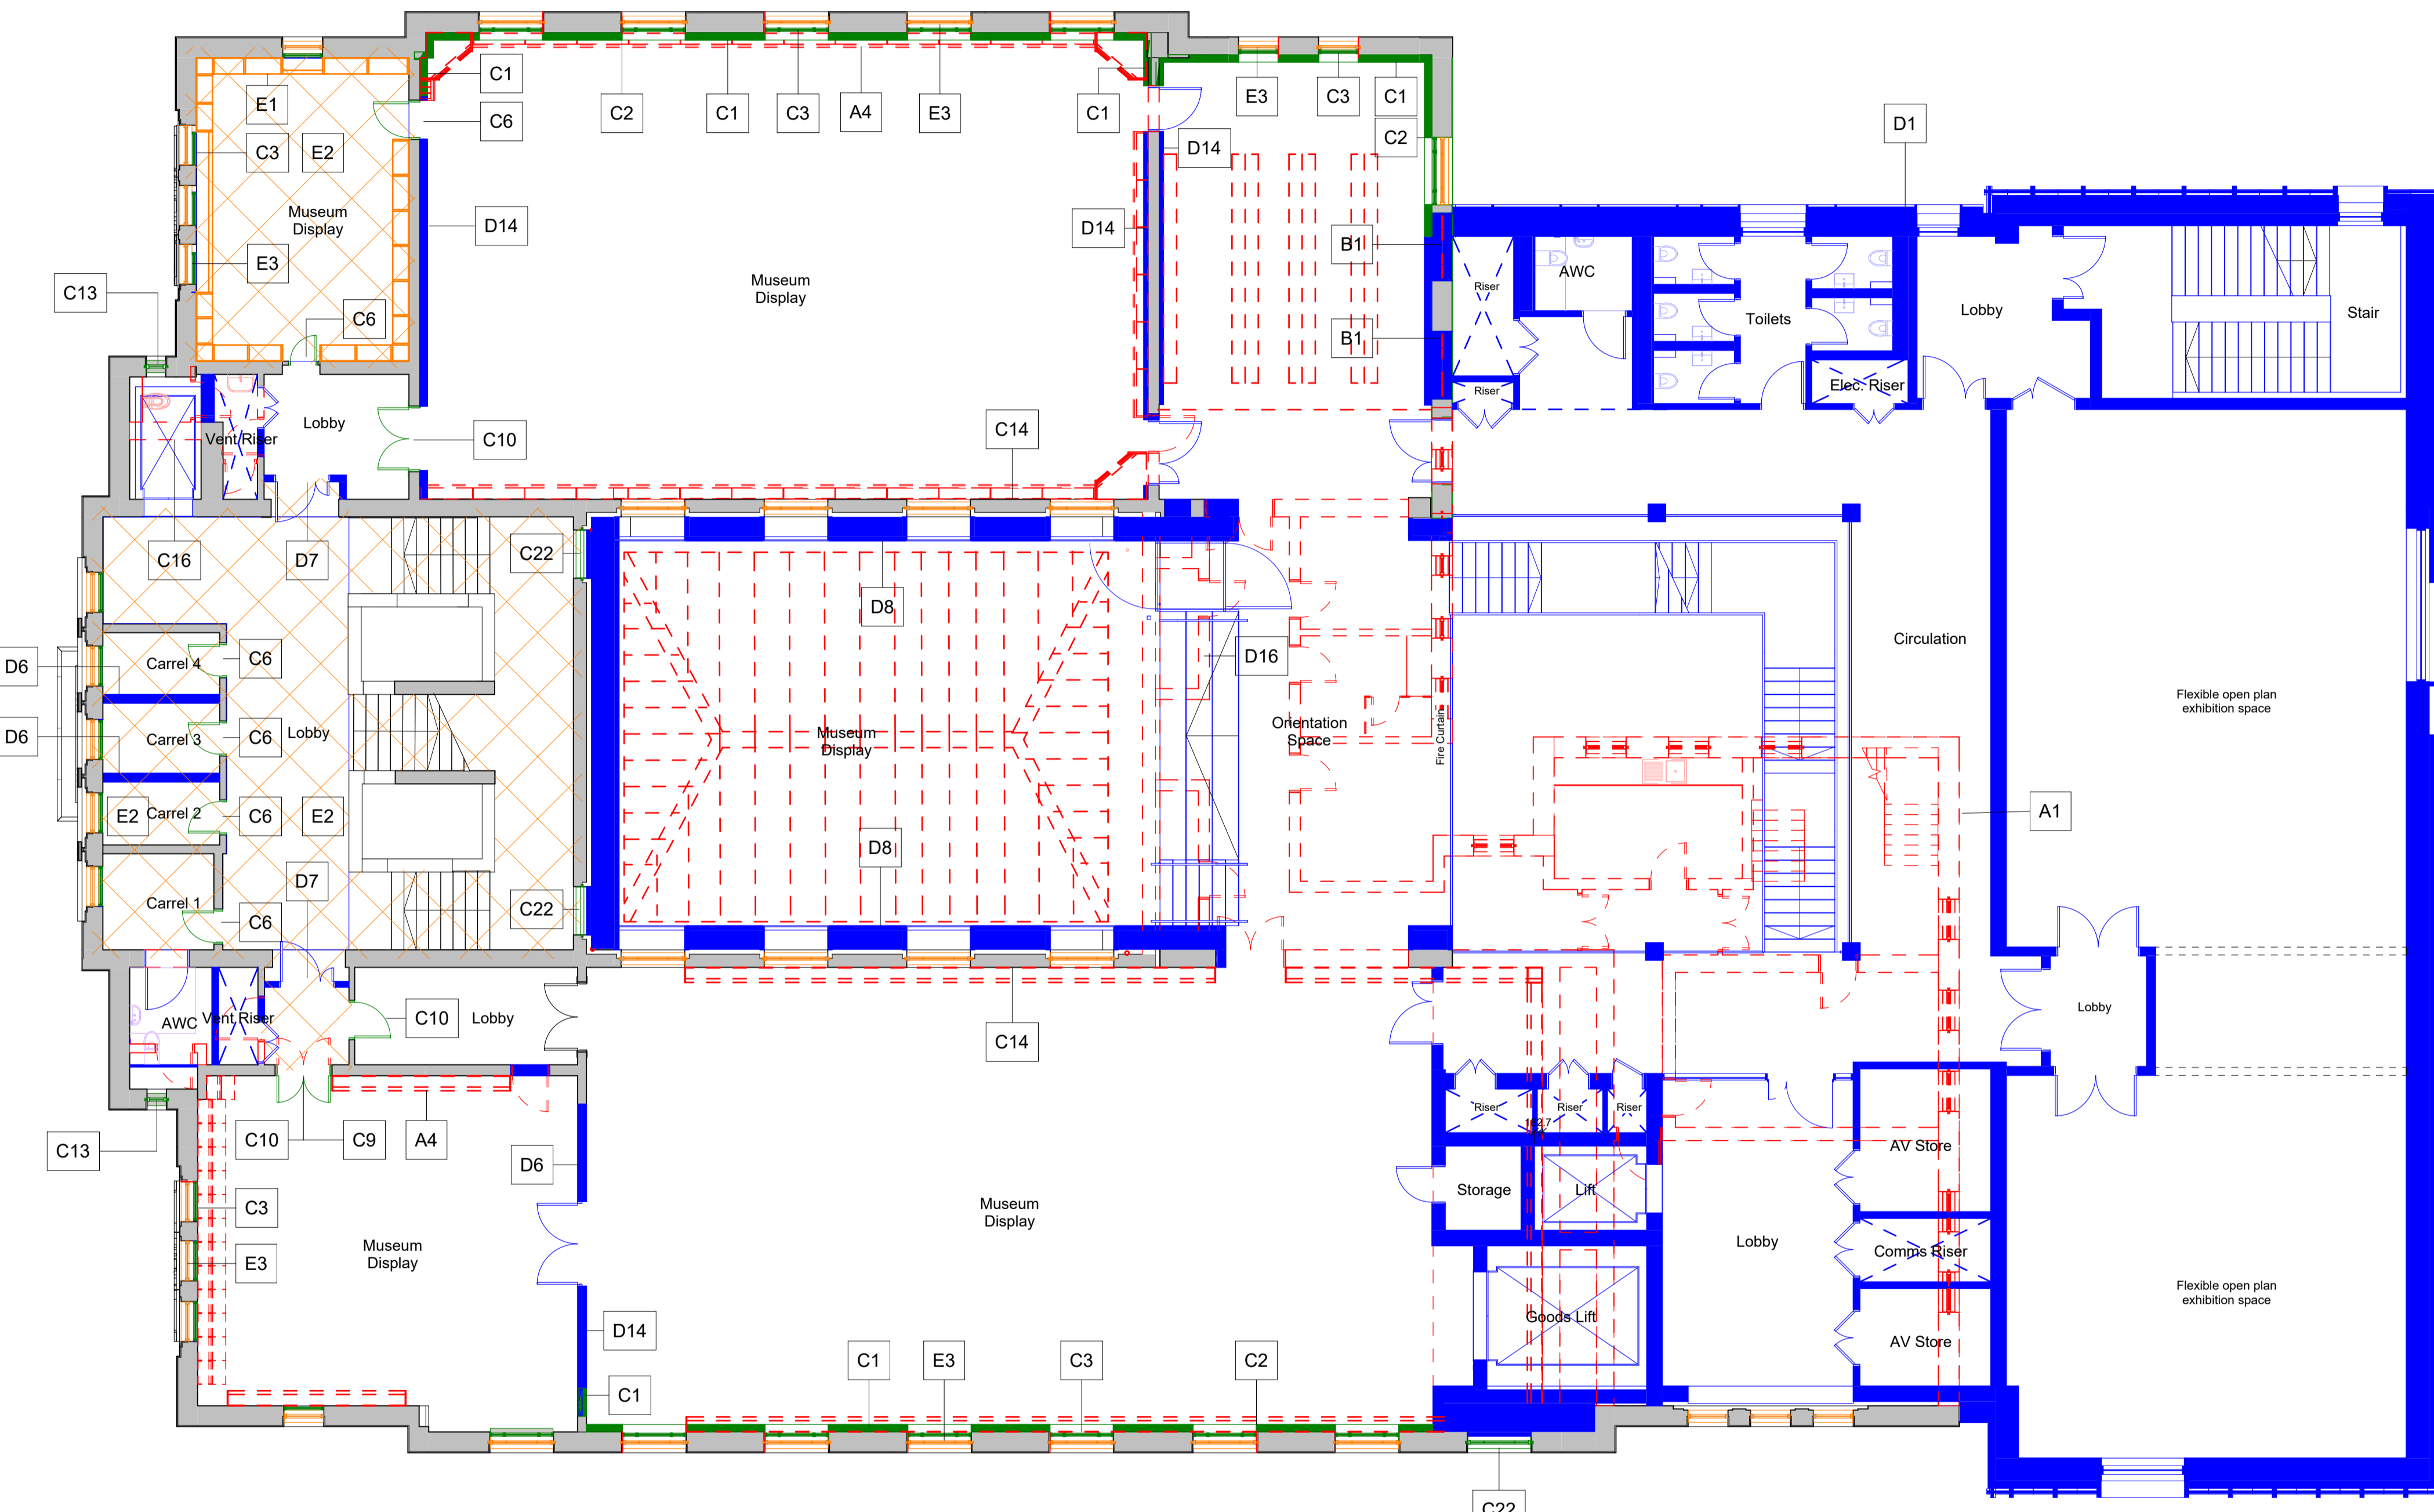 C1
E1
C2
C1
C3
A4
E3
C1
E3
C3
C1
C6
C2
D1
C3
E2
D14
Museum
Display
D14
D14
B1
AWC
Riser
E3
C13
Museum
Display
Lobby
Stair
C6
Toilets
B1
Elec. Riser
Riser
Lobby
Vent Riser
C10
C14
C16
D7
C22
D8
Carrel 4
C6
D6
D16
Circulation
Flexible open plan
exhibition space
Orientation
Space
Fire Curtain
D6
Carrel 3
C6
Lobby
Museum
Display
E2
Carrel 2
C6
E2
A1
D8
D7
Carrel 1
C6
C22
AWC
Vent Riser
C10
Lobby
C14
Lobby
Riser
Riser
Riser
C13
C10
C9
A4
AV Store
D6
Storage
Lift
C3
Museum
Display
Museum
Display
Lobby
Comms Riser
E3
Flexible open plan
exhibition space
Goods Lift
D14
AV Store
C1
E3
C3
C2
C1
C22